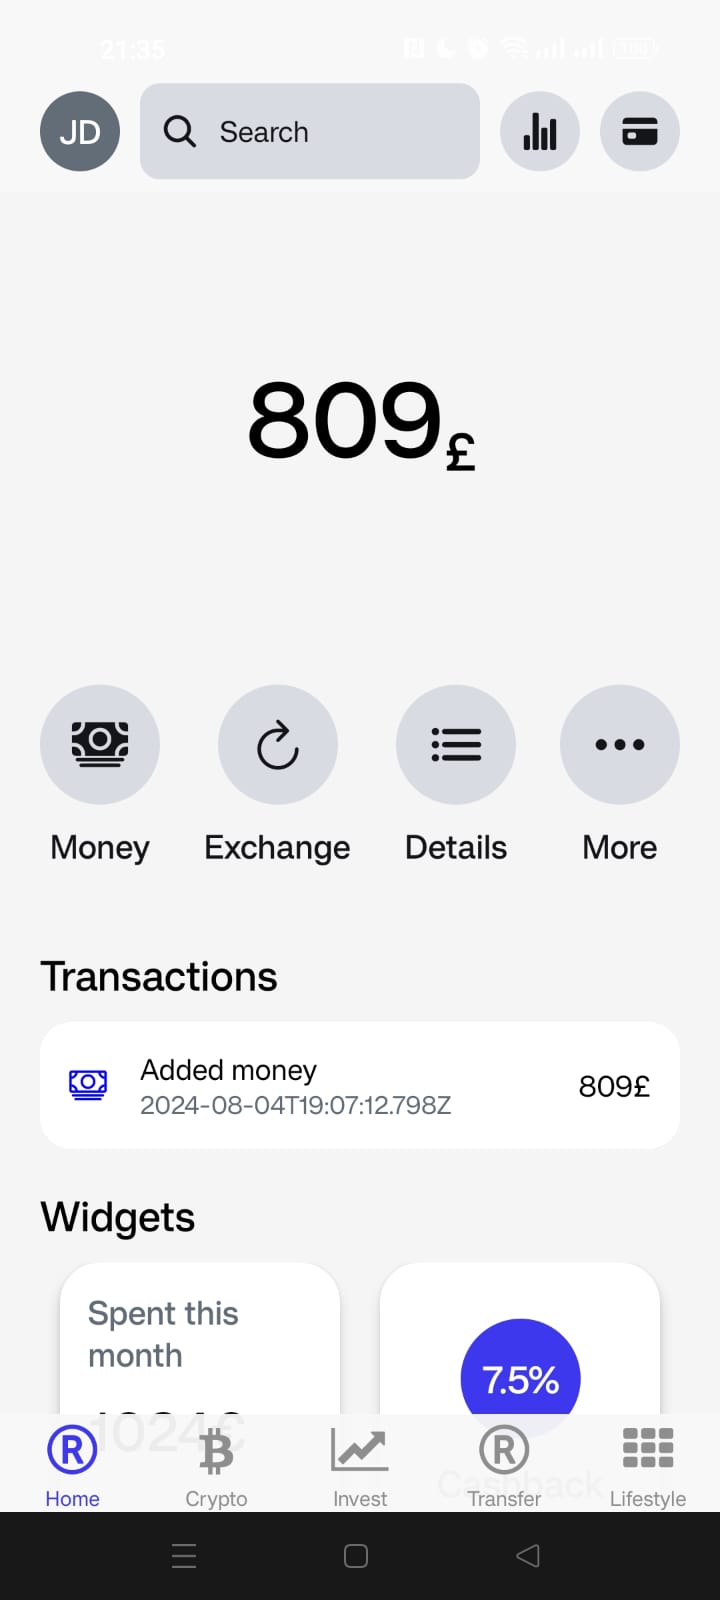 21:35
100
JD
Search
809£
Money
Exchange
Details
More
Transactions
Added money
2024-08-04T19:07:12.798Z
809£
Widgets
Spent this
month
7.5%
1024€
Cashback
R
R
Home
Crypto
Invest
Transfer
Lifestyle